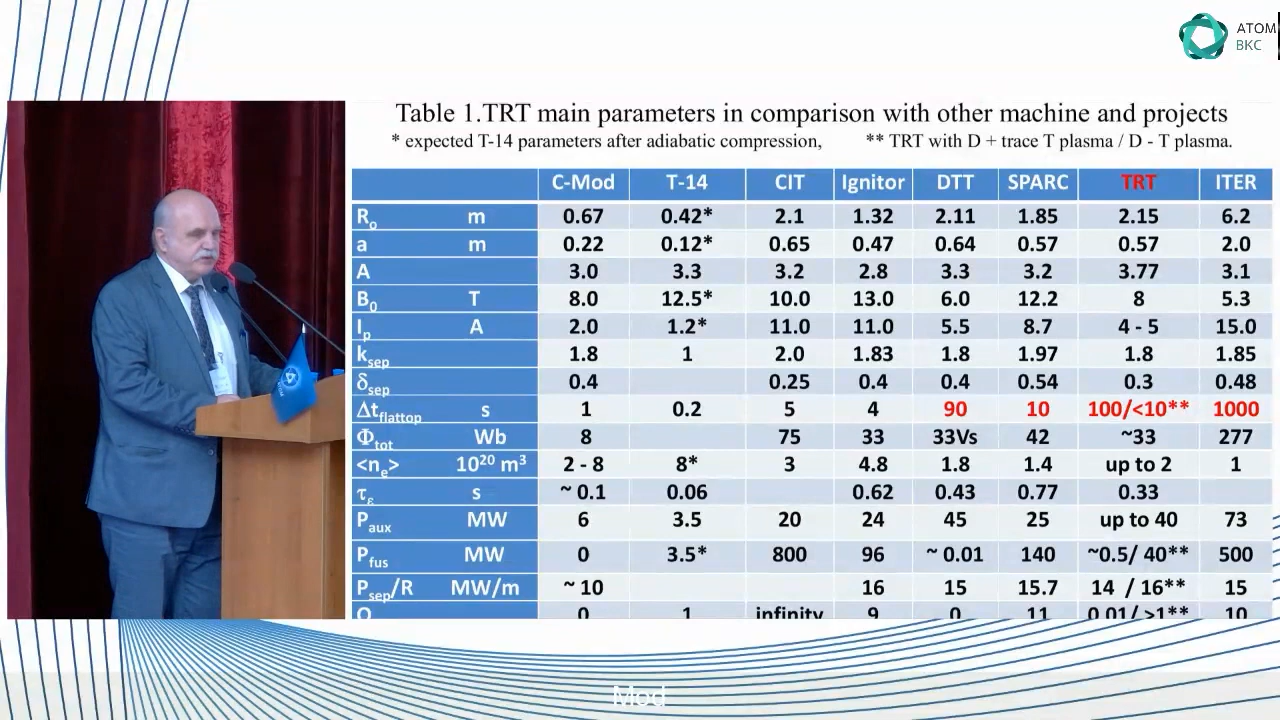 ATOM
ВКС
Table 1.TRT main parameters in comparison with other machine and projects
* expected T-14 parameters after adiabatic compression, ** TRT with D + trace T plasma / D - T plasma.
C-Mod T-14 CIT Ignitor DTT SPARC TRT ITER
Ro m 0.67 0.42* 2.1 1.32 2.11 1.85 2.15 6.2
a m 0.22 0.12* 0.65 0.47 0.64 0.57 0.57 2.0
A 3.0 3.3 3.2 2.8 3.3 3.2 3.77 3.1
B0 T 8.0 12.5* 10.0 13.0 6.0 12.2 8 5.3
Ip A 2.0 1.2* 11.0 11.0 5.5 8.7 4 - 5 15.0
ksep 1.8 1 2.0 1.83 1.8 1.97 1.8 1.85
δsep 0.4 0.25 0.4 0.4 0.54 0.3 0.48
Δtflattop s 1 0.2 5 4 90 10 100/<10** 1000
Φtot Wb 8 75 33 33Vs 42 ~33 277
<ne> 10²⁰ m³ 2 - 8 8* 3 4.8 1.8 1.4 up to 2 1
τε s ~ 0.1 0.06 0.62 0.43 0.77 0.33
Paux MW 6 3.5 20 24 45 25 up to 40 73
Pfus MW 0 3.5* 800 96 ~ 0.01 140 ~0.5/ 40** 500
Psep/R MW/m ~ 10 16 15 15.7 14 / 16** 15
Q 0 1 infinity 9 0 11 0.01/ >1** 10
Mod